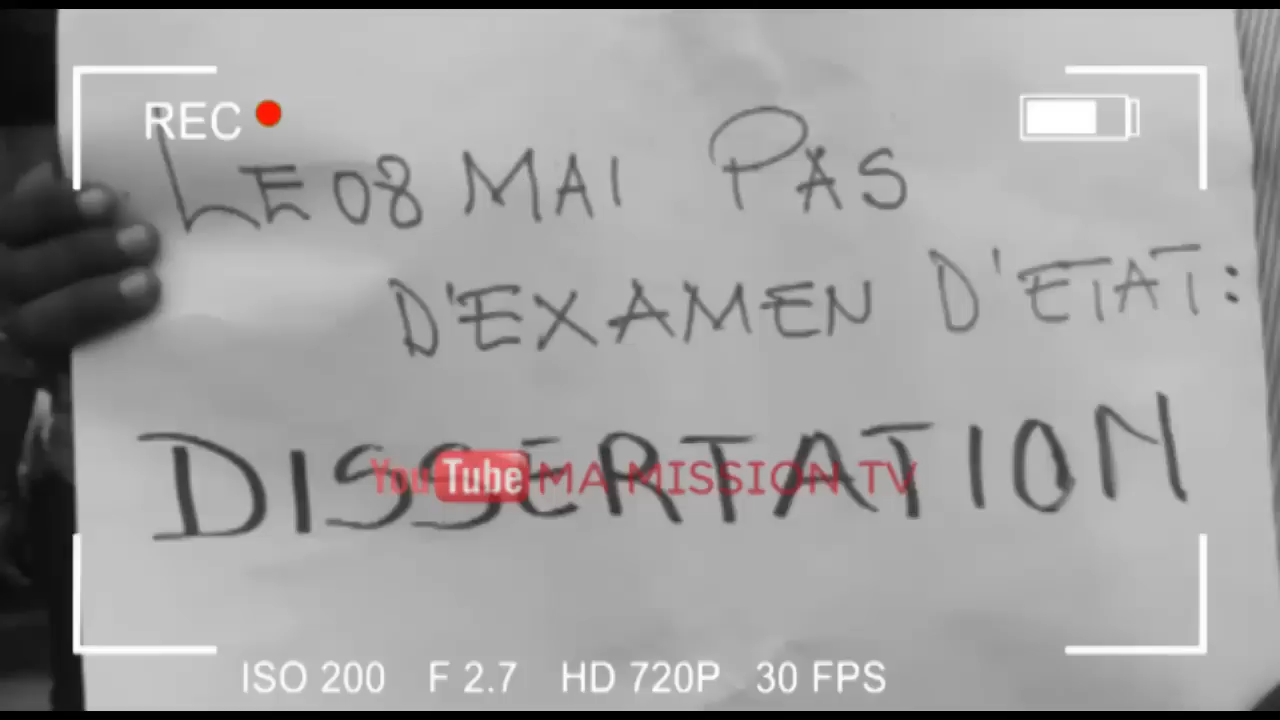 REC
LE 08 MAI PAS
D'EXAMEN D'ETAT:
DISSERTATION
YouTube MA MISSION TV
ISO 200 F 2.7 HD 720P 30 FPS